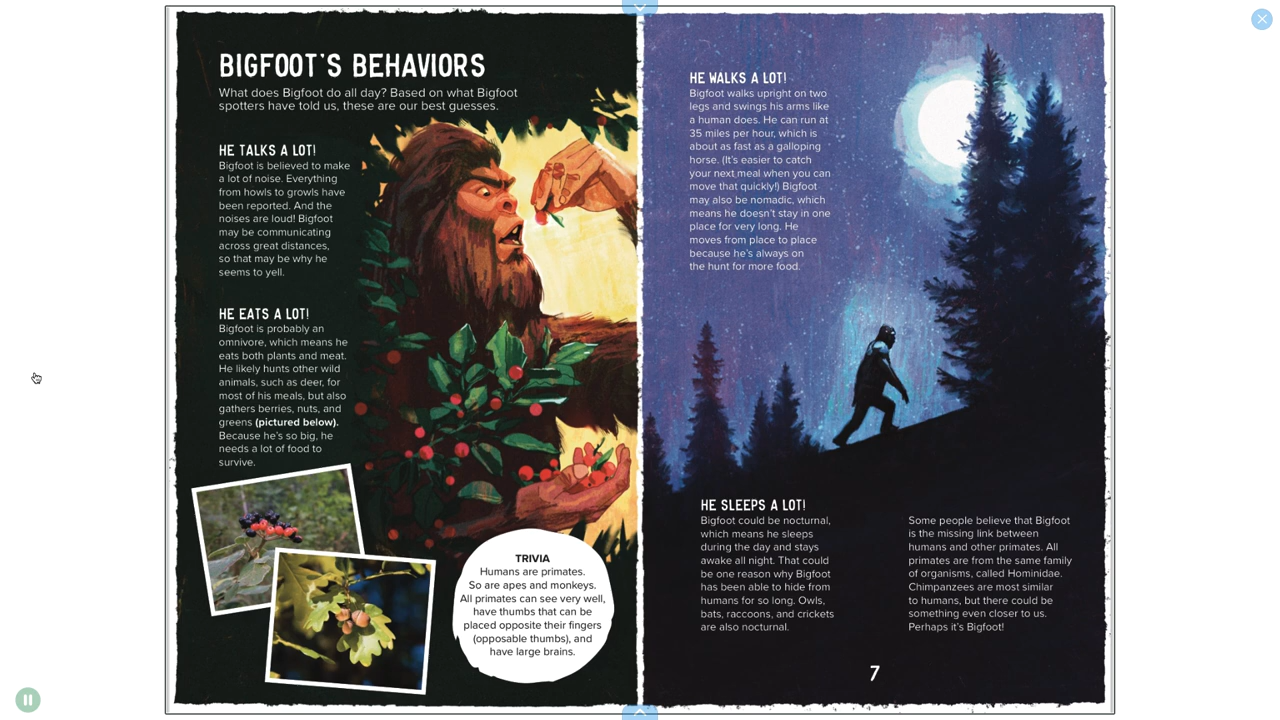 BIGFOOT'S BEHAVIORS
What does Bigfoot do all day? Based on what Bigfoot
spotters have told us, these are our best guesses.
HE TALKS A LOT!
Bigfoot is believed to make
a lot of noise. Everything
from howls to growls have
been reported. And the
noises are loud! Bigfoot
may be communicating
across great distances,
so that may be why he
seems to yell.
HE EATS A LOT!
Bigfoot is probably an
omnivore, which means he
eats both plants and meat.
He likely hunts other wild
animals, such as deer, for
most of his meals, but also
gathers berries, nuts, and
greens (pictured below).
Because he's so big, he
needs a lot of food to
survive.
TRIVIA
Humans are primates.
So are apes and monkeys.
All primates can see very well,
have thumbs that can be
placed opposite their fingers
(opposable thumbs), and
have large brains.
HE WALKS A LOT!
Bigfoot walks upright on two
legs and swings his arms like
a human does. He can run at
35 miles per hour, which is
about as fast as a galloping
horse. (It's easier to catch
your next meal when you can
move that quickly!) Bigfoot
may also be nomadic, which
means he doesn't stay in one
place for very long. He
moves from place to place
because he's always on
the hunt for more food.
HE SLEEPS A LOT!
Bigfoot could be nocturnal,
which means he sleeps
during the day and stays
awake all night. That could
be one reason why Bigfoot
has been able to hide from
humans for so long. Owls,
bats, raccoons, and crickets
are also nocturnal.
Some people believe that Bigfoot
is the missing link between
humans and other primates. All
primates are from the same family
of organisms, called Hominidae.
Chimpanzees are most similar
to humans, but there could be
something even closer to us.
Perhaps it's Bigfoot!
7